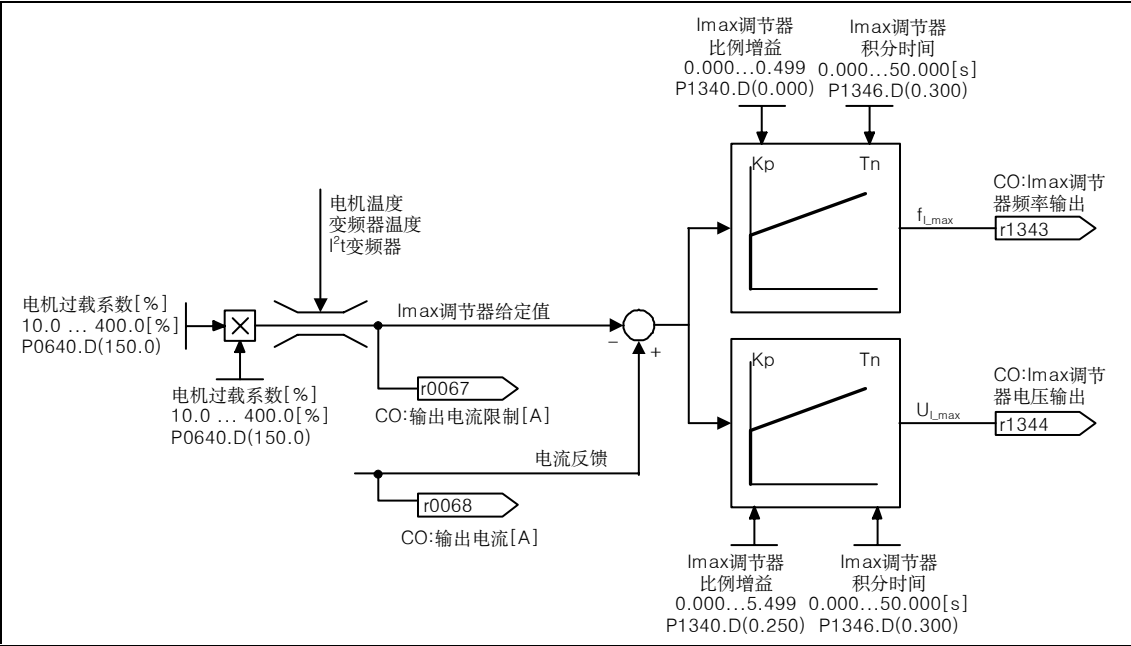 Imax调节器
比例增益
0.000...0.499
P1340.D(0.000)
Imax调节器
积分时间
0.000...50.000[s]
P1346.D(0.300)
Kp
Tn
CO:Imax调节
器频率输出
f I_max
r1343
电机温度
变频器温度
I²t变频器
电机过载系数[%]
10.0 ... 400.0[%]
P0640.D(150.0)
×
Imax调节器给定值
−
+
r0067
CO:输出电流限制[A]
电机过载系数[%]
10.0 ... 400.0[%]
P0640.D(150.0)
电流反馈
r0068
CO:输出电流[A]
Kp
Tn
CO:Imax调节
器电压输出
U I_max
r1344
Imax调节器
比例增益
0.000...5.499
P1340.D(0.250)
Imax调节器
积分时间
0.000...50.000[s]
P1346.D(0.300)